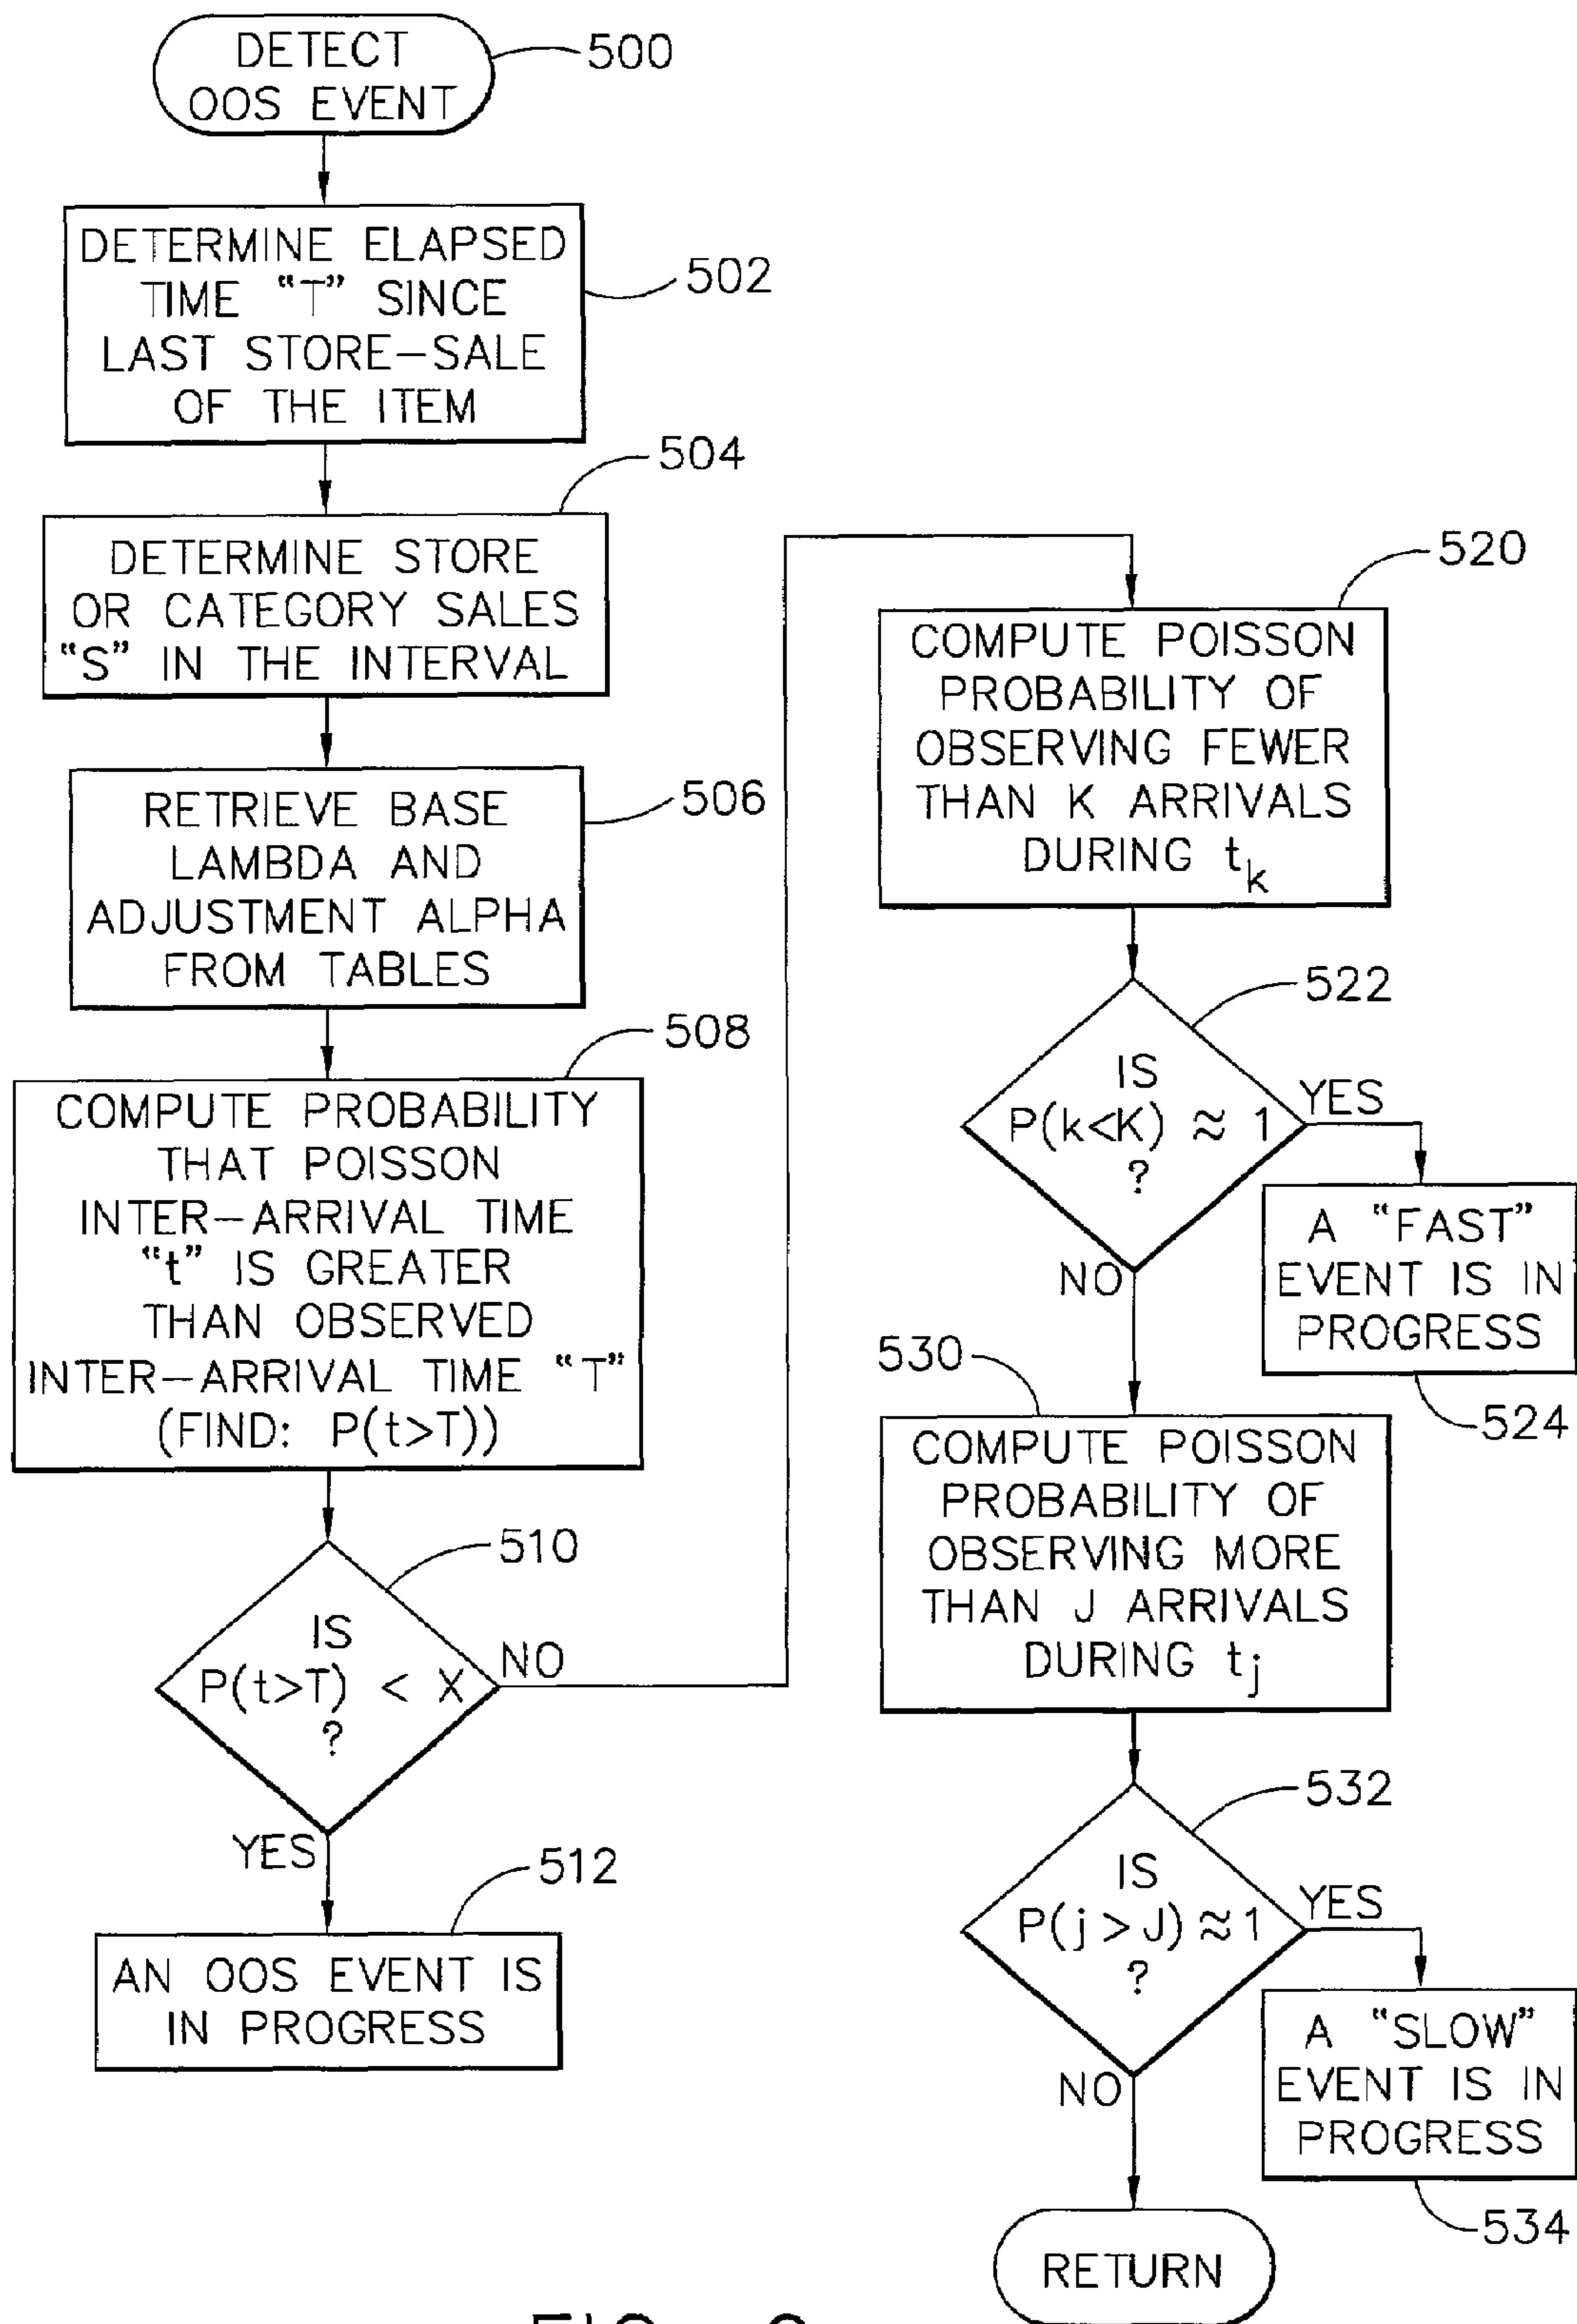 DETECT
OOS EVENT
500
DETERMINE ELAPSED
TIME "T" SINCE
LAST STORE-SALE
OF THE ITEM
502
504
DETERMINE STORE
OR CATEGORY SALES
"S" IN THE INTERVAL
RETRIEVE BASE
LAMBDA AND
ADJUSTMENT ALPHA
FROM TABLES
506
508
COMPUTE PROBABILITY
THAT POISSON
INTER-ARRIVAL TIME
"t" IS GREATER
THAN OBSERVED
INTER-ARRIVAL TIME "T"
(FIND: P(t>T))
510
IS
P(t>T) < X
?
NO
YES
512
AN OOS EVENT IS
IN PROGRESS
520
COMPUTE POISSON
PROBABILITY OF
OBSERVING FEWER
THAN K ARRIVALS
DURING tk
522
IS
P(k<K) ≈ 1
?
YES
NO
A "FAST"
EVENT IS IN
PROGRESS
524
530
COMPUTE POISSON
PROBABILITY OF
OBSERVING MORE
THAN J ARRIVALS
DURING tj
532
IS
P(j>J) ≈ 1
?
YES
NO
A "SLOW"
EVENT IS IN
PROGRESS
534
RETURN